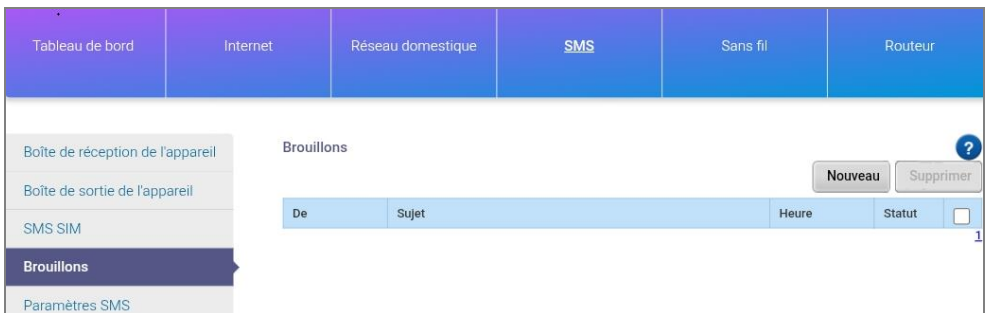 Tableau de bord Internet Réseau domestique SMS Sans fil Routeur
Boîte de réception de l'appareil
Boîte de sortie de l'appareil
SMS SIM
Brouillons
Paramètres SMS
Brouillons
?
Nouveau Supprimer
De Sujet Heure Statut
1